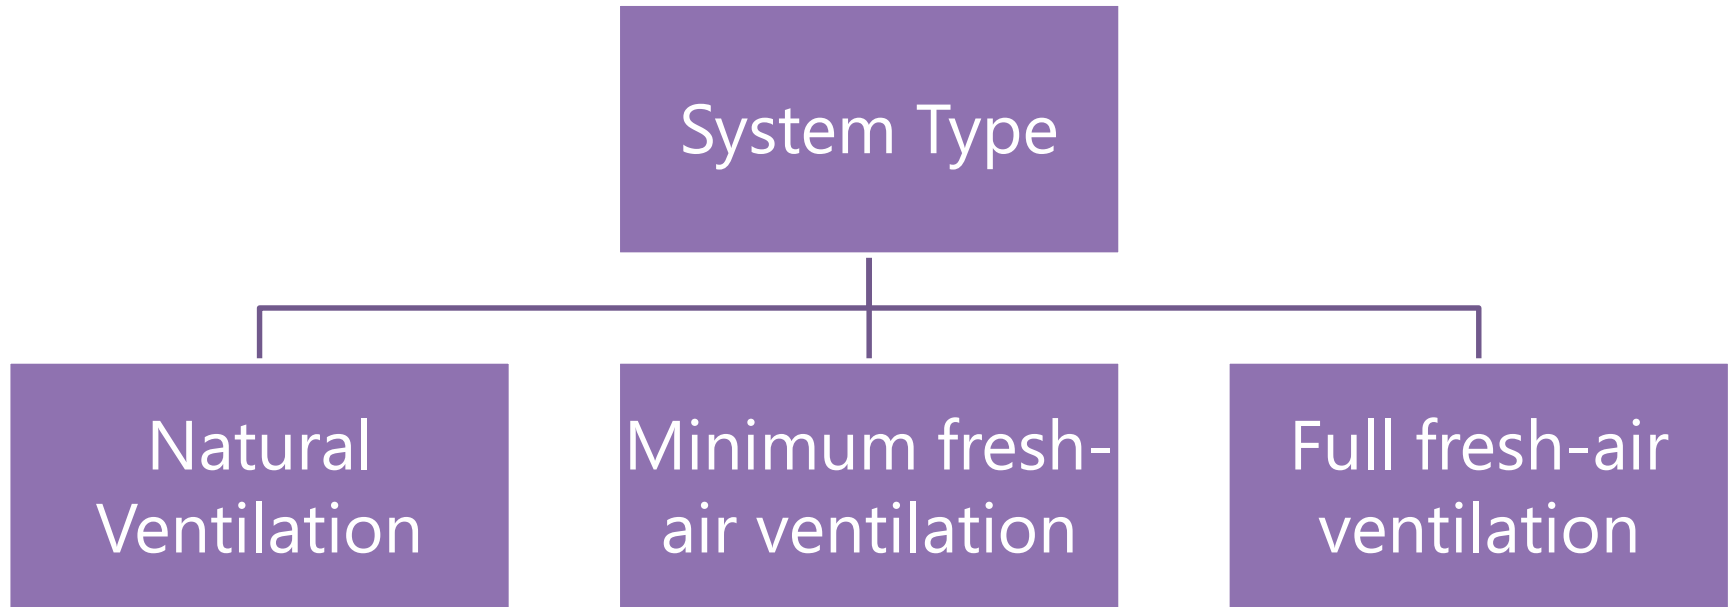 System Type
Natural
Ventilation
Minimum fresh-
air ventilation
Full fresh-air
ventilation